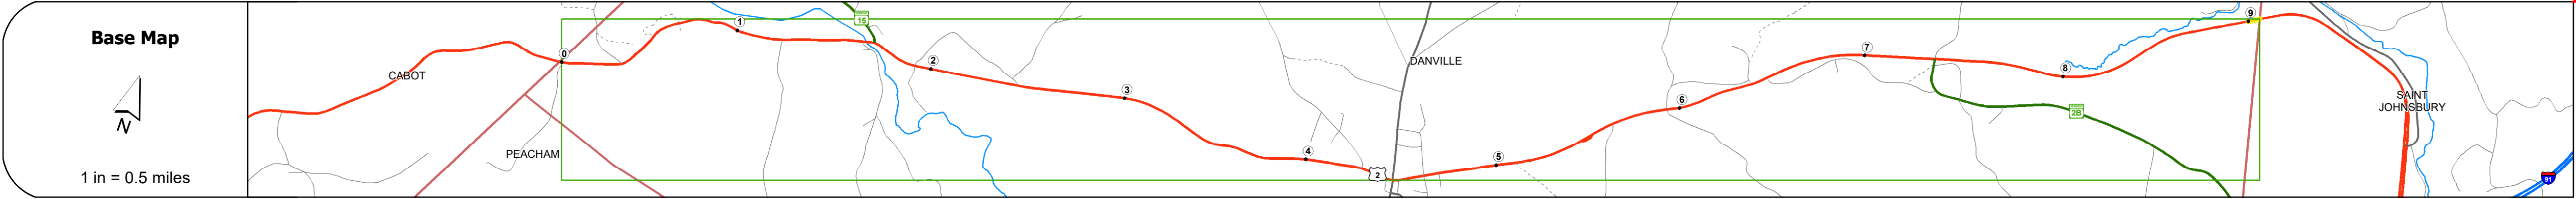 Base Map
N
1 in = 0.5 miles
CABOT
PEACHAM
0
1
15
2
3
4
2
DANVILLE
5
6
7
8
2B
9
SAINT
JOHNSBURY
91